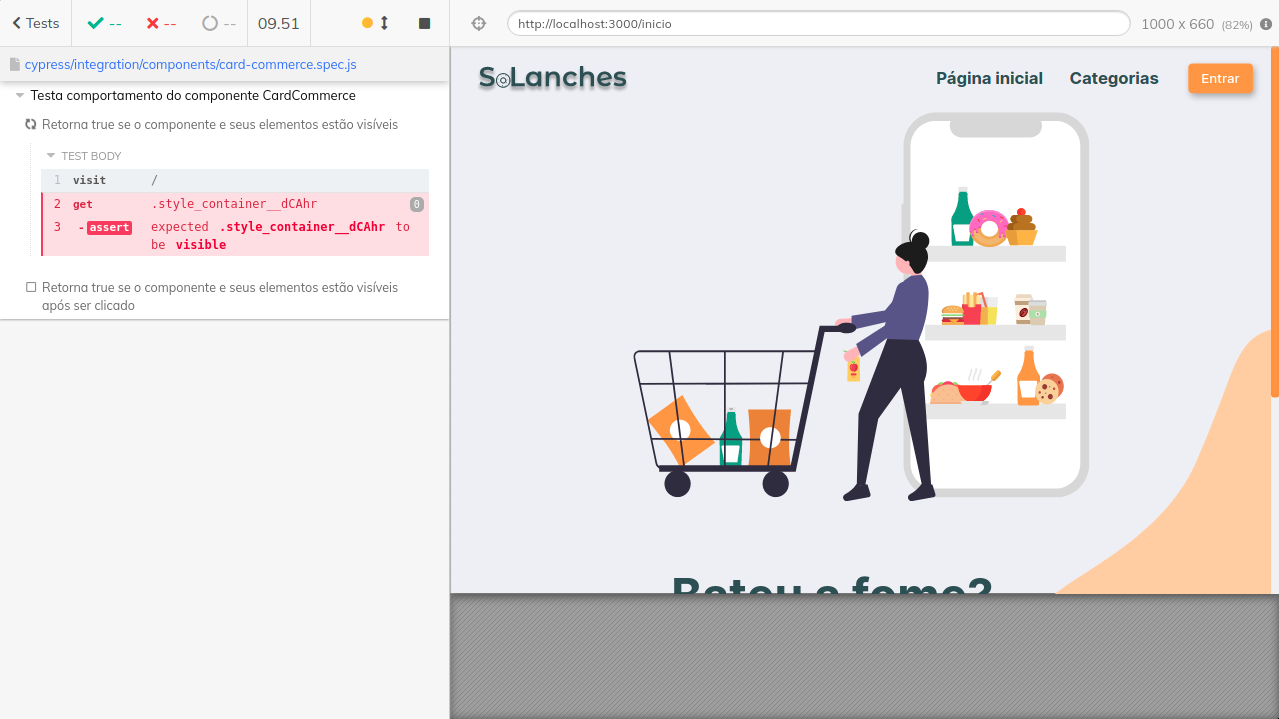 Tests
--
--
--
09.51
http://localhost:3000/inicio
1000 x 660 (82%)
cypress/integration/components/card-commerce.spec.js
Testa comportamento do componente CardCommerce
Retorna true se o componente e seus elementos estão visíveis
TEST BODY
1 visit /
2 get .style_container__dCAhr 0
3 -assert expected .style_container__dCAhr to
be visible
Retorna true se o componente e seus elementos estão visíveis
após ser clicado
SoLanches
Página inicial
Categorias
Entrar
Bateu a fome?